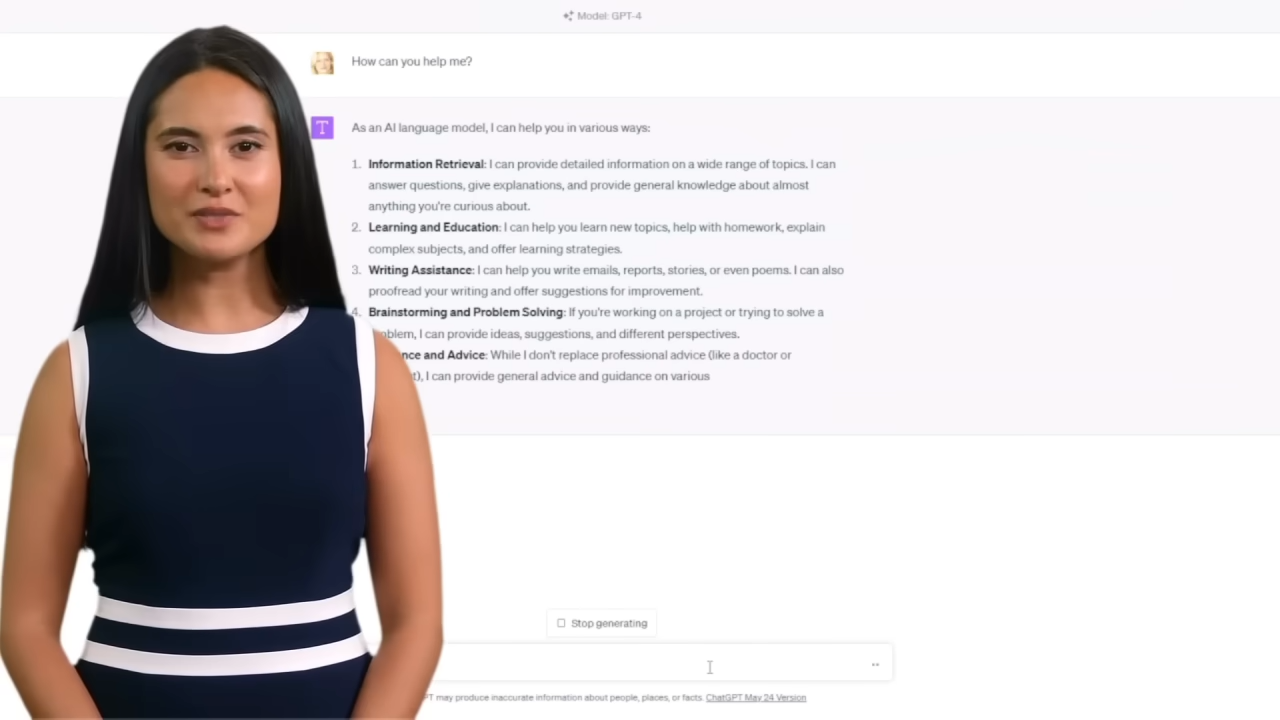 Model: GPT-4
How can you help me?
T
As an AI language model, I can help you in various ways:
1. Information Retrieval: I can provide detailed information on a wide range of topics. I can
answer questions, give explanations, and provide general knowledge about almost
anything you're curious about.
2. Learning and Education: I can help you learn new topics, help with homework, explain
complex subjects, and offer learning strategies.
3. Writing Assistance: I can help you write emails, reports, stories, or even poems. I can also
proofread your writing and offer suggestions for improvement.
4. Brainstorming and Problem Solving: If you're working on a project or trying to solve a
oblem, I can provide ideas, suggestions, and different perspectives.
nce and Advice: While I don't replace professional advice (like a doctor or
t), I can provide general advice and guidance on various
Stop generating
PT may produce inaccurate information about people, places, or facts. ChatGPT May 24 Version